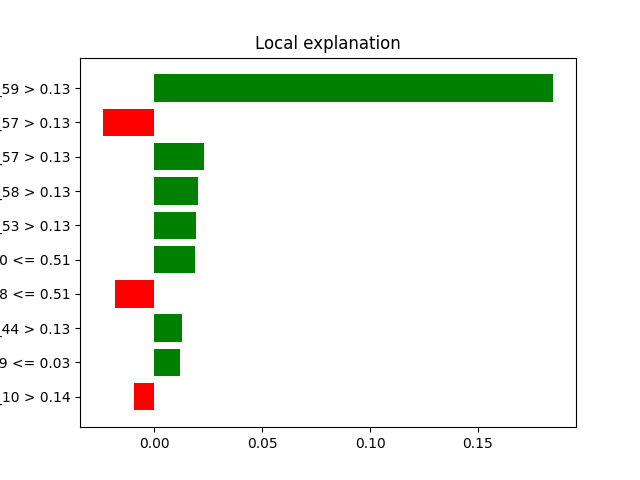 Local explanation
_59 > 0.13
_57 > 0.13
_57 > 0.13
_58 > 0.13
_53 > 0.13
0 <= 0.51
8 <= 0.51
_44 > 0.13
9 <= 0.03
_10 > 0.14
0.00 0.05 0.10 0.15